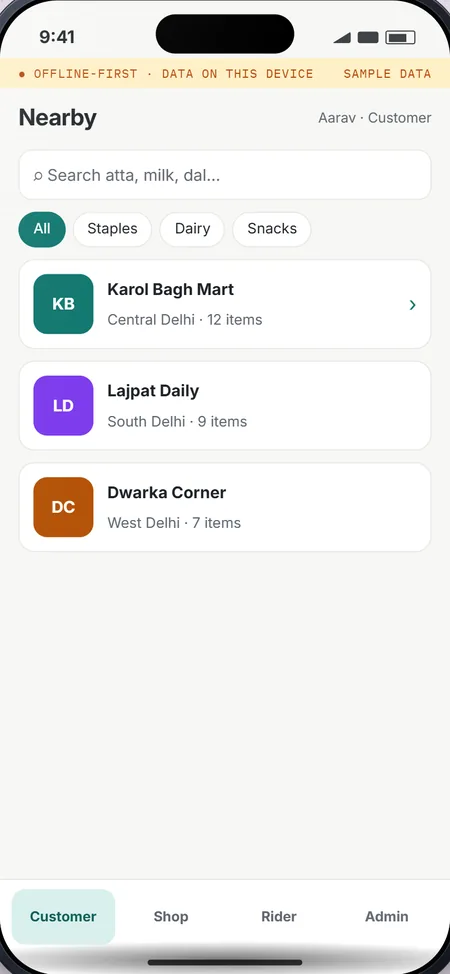 9:41
● OFFLINE-FIRST · DATA ON THIS DEVICE SAMPLE DATA
Nearby Aarav · Customer
Search atta, milk, dal...
All Staples Dairy Snacks
KB Karol Bagh Mart
Central Delhi · 12 items ›
LD Lajpat Daily
South Delhi · 9 items
DC Dwarka Corner
West Delhi · 7 items
Customer Shop Rider Admin